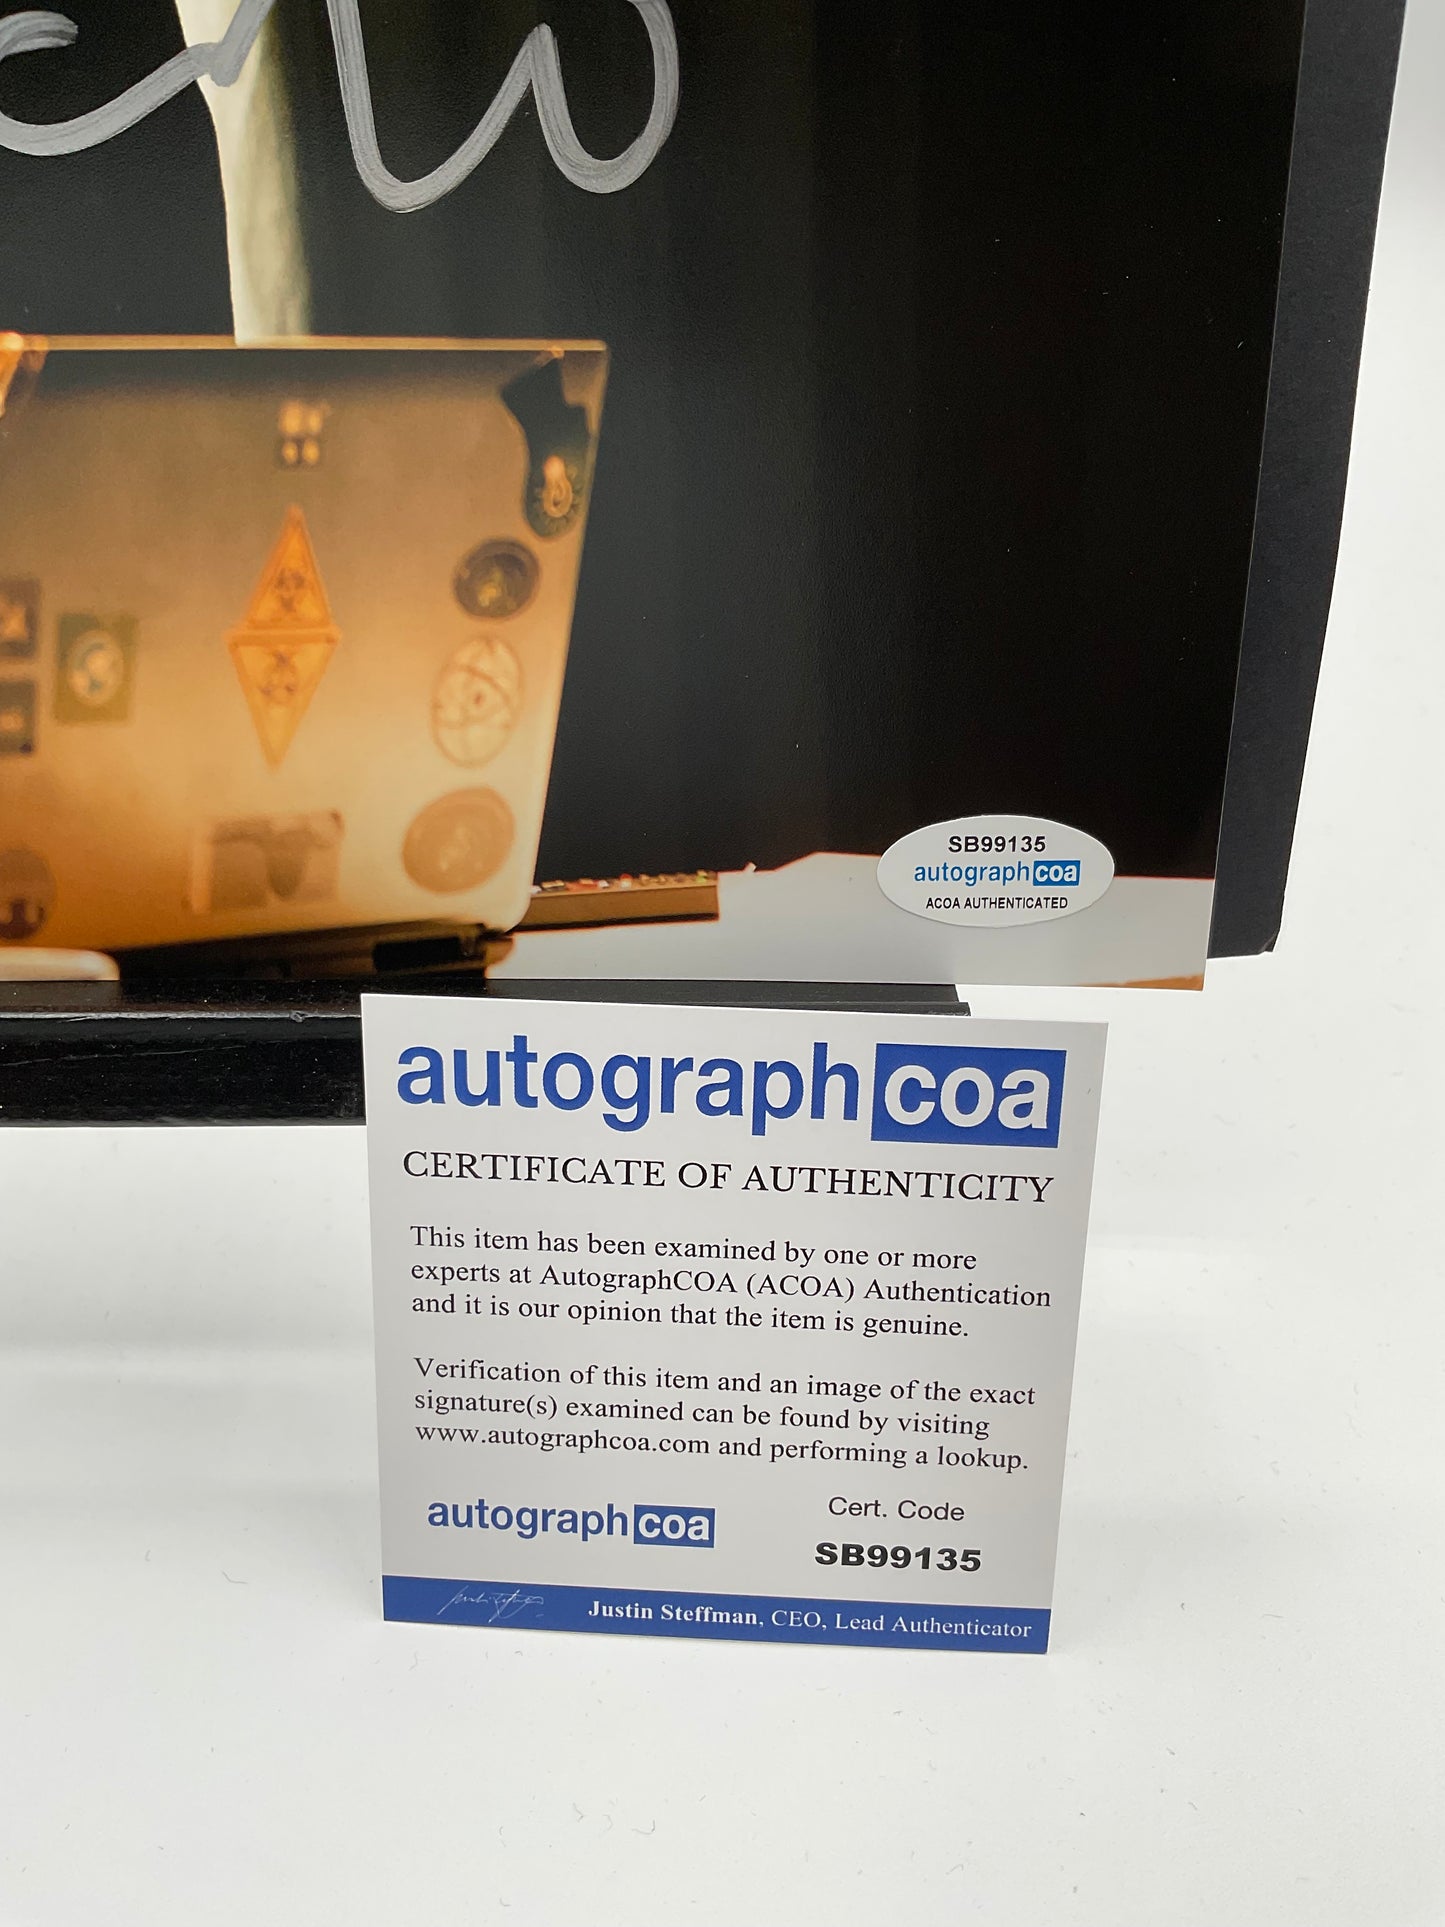 SB99135
autographcoa
ACOA AUTHENTICATED
autographcoa
CERTIFICATE OF AUTHENTICITY
This item has been examined by one or more
experts at AutographCOA (ACOA) Authentication
and it is our opinion that the item is genuine.
Verification of this item and an image of the exact
signature(s) examined can be found by visiting
www.autographcoa.com and performing a lookup.
autographcoa
Cert. Code
SB99135
Justin Steffman, CEO, Lead Authenticator